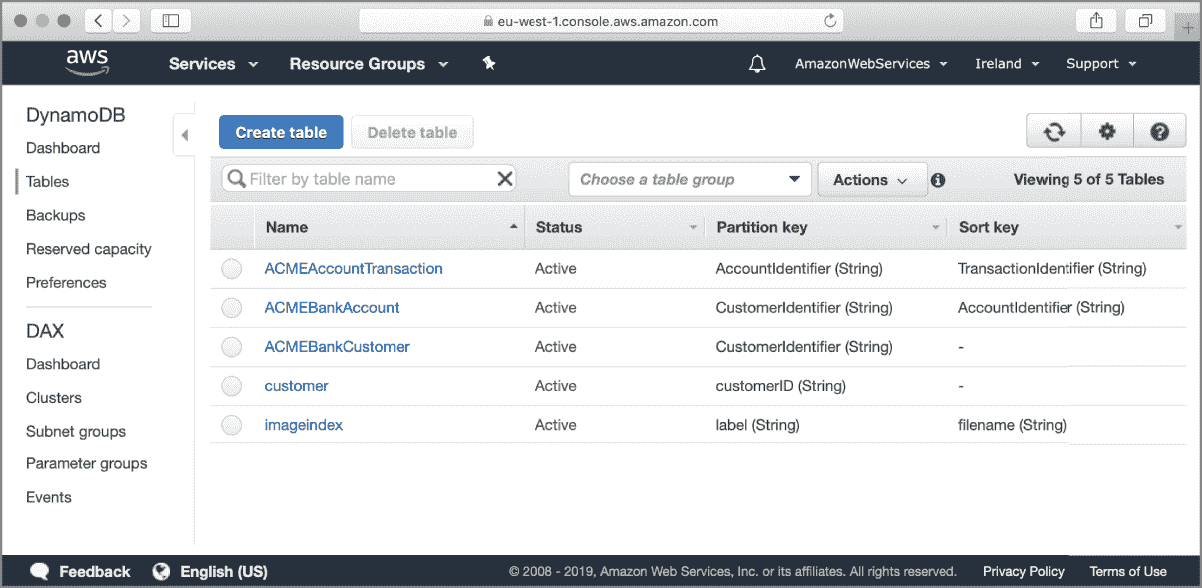 eu-west-1.console.aws.amazon.com
aws Services Resource Groups AmazonWebServices Ireland Support
DynamoDB
Dashboard
Tables
Backups
Reserved capacity
Preferences
DAX
Dashboard
Clusters
Subnet groups
Parameter groups
Events
Create table Delete table
Filter by table name Choose a table group Actions Viewing 5 of 5 Tables
Name Status Partition key Sort key
ACMEAccountTransaction Active AccountIdentifier (String) TransactionIdentifier (String)
ACMEBankAccount Active CustomerIdentifier (String) AccountIdentifier (String)
ACMEBankCustomer Active CustomerIdentifier (String) -
customer Active customerID (String) -
imageindex Active label (String) filename (String)
Feedback English (US) © 2008 - 2019, Amazon Web Services, Inc. or its affiliates. All rights reserved. Privacy Policy Terms of Use